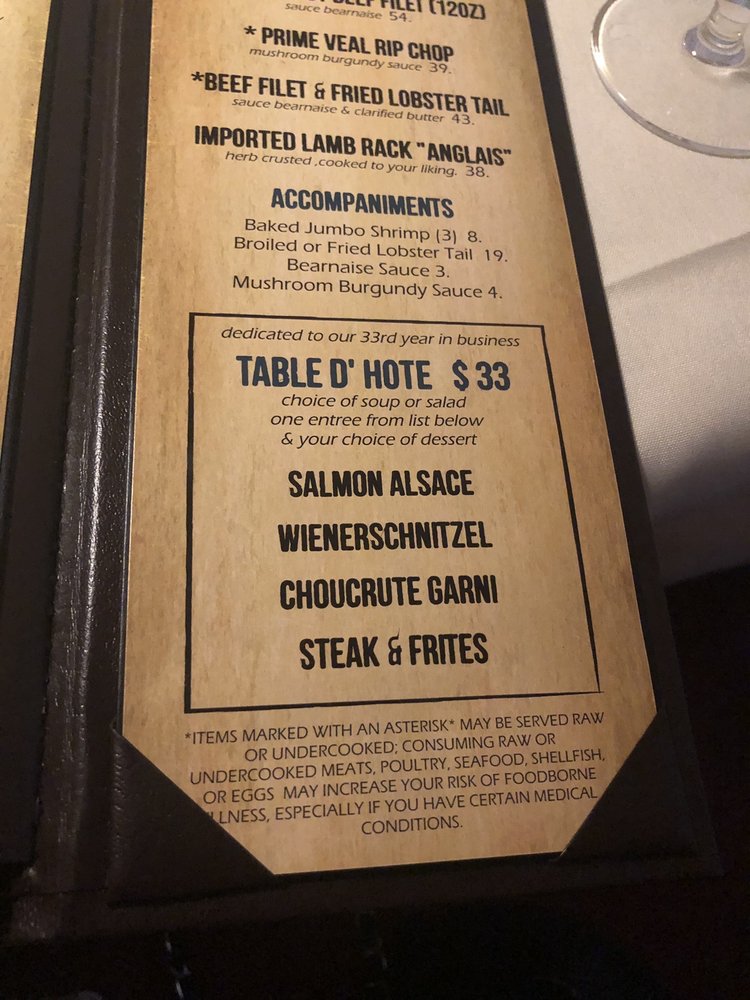 BEEF FILET (12OZ)
sauce bearnaise 54.
* PRIME VEAL RIP CHOP
mushroom burgundy sauce 39.
*BEEF FILET & FRIED LOBSTER TAIL
sauce bearnaise & clarified butter 43.
IMPORTED LAMB RACK "ANGLAIS"
herb crusted ,cooked to your liking. 38.
ACCOMPANIMENTS
Baked Jumbo Shrimp (3) 8.
Broiled or Fried Lobster Tail 19.
Bearnaise Sauce 3.
Mushroom Burgundy Sauce 4.
dedicated to our 33rd year in business
TABLE D' HOTE $ 33
choice of soup or salad
one entree from list below
& your choice of dessert
SALMON ALSACE
WIENERSCHNITZEL
CHOUCRUTE GARNI
STEAK & FRITES
*ITEMS MARKED WITH AN ASTERISK* MAY BE SERVED RAW
OR UNDERCOOKED; CONSUMING RAW OR
UNDERCOOKED MEATS, POULTRY, SEAFOOD, SHELLFISH,
OR EGGS MAY INCREASE YOUR RISK OF FOODBORNE
ILLNESS, ESPECIALLY IF YOU HAVE CERTAIN MEDICAL
CONDITIONS.